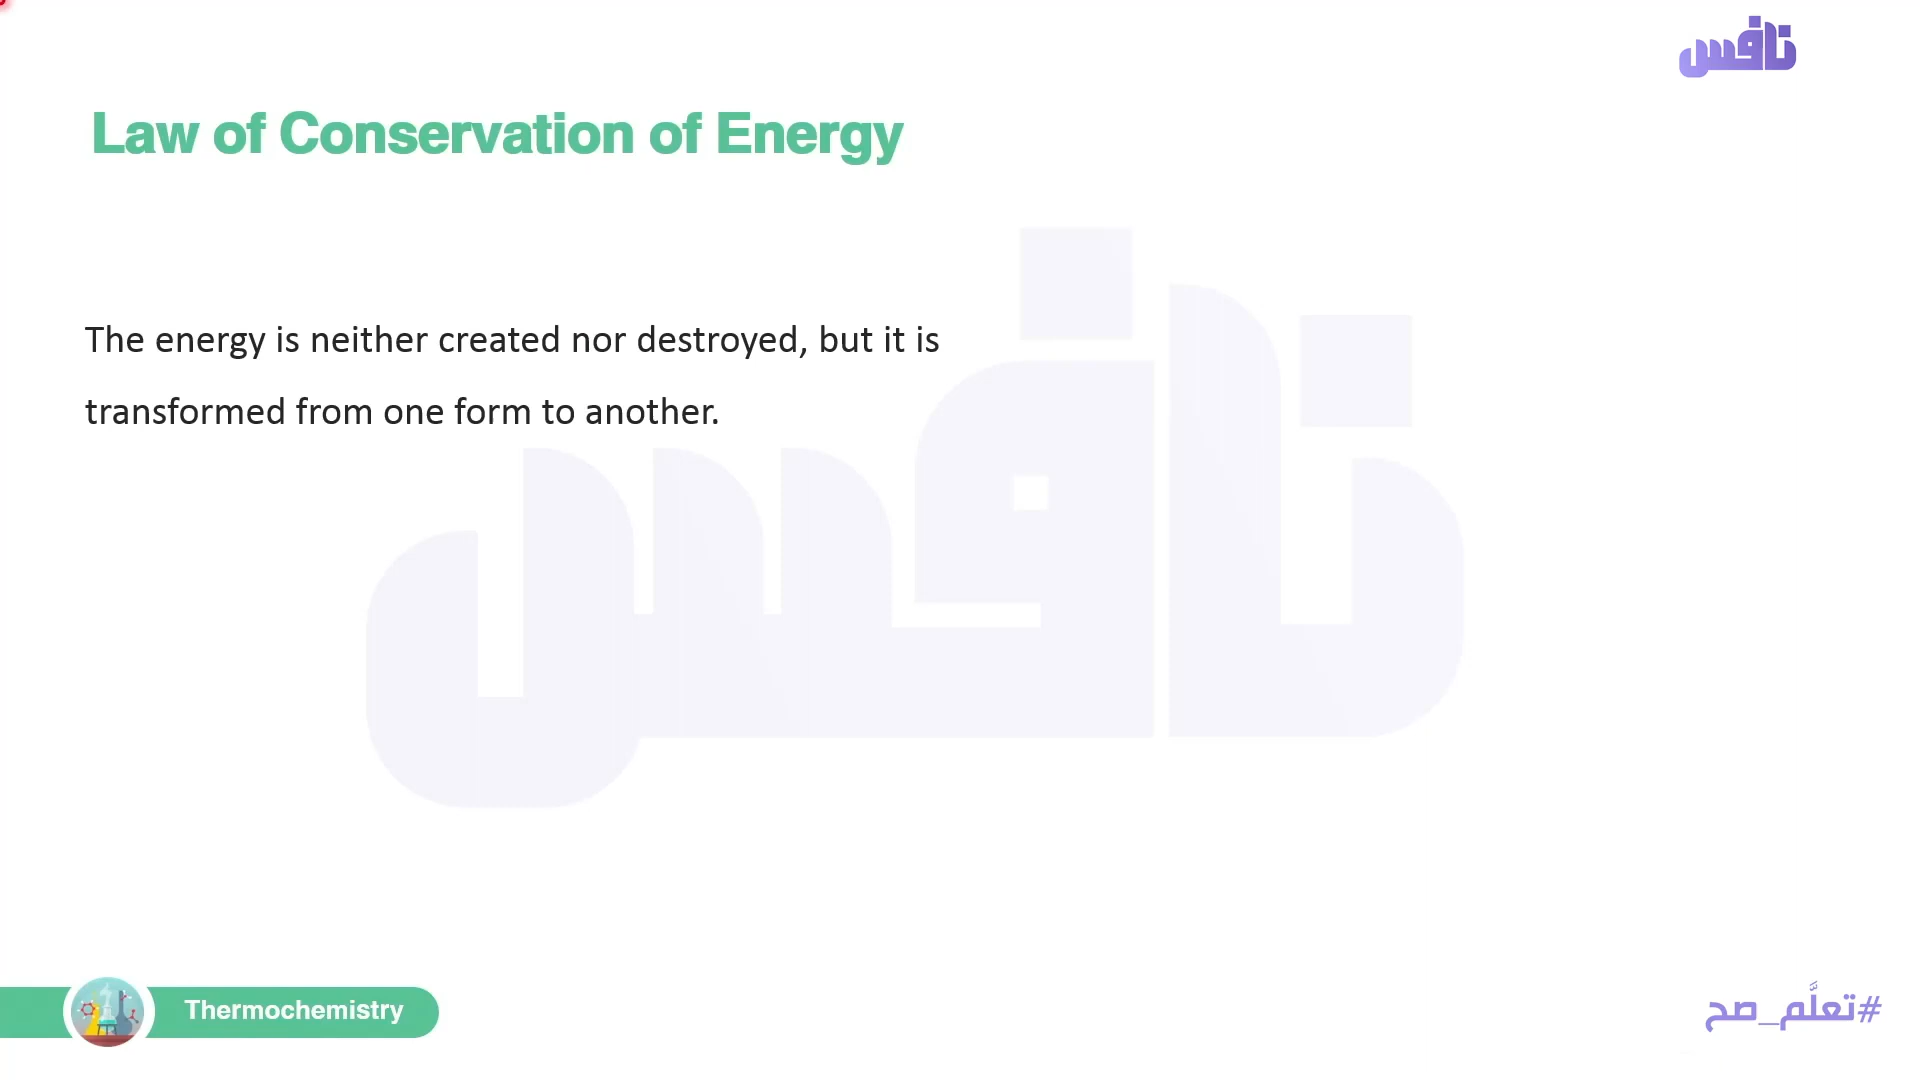 نافس
Law of Conservation of Energy
The energy is neither created nor destroyed, but it is
transformed from one form to another.
نافس
Thermochemistry
#تعلَّم_صح